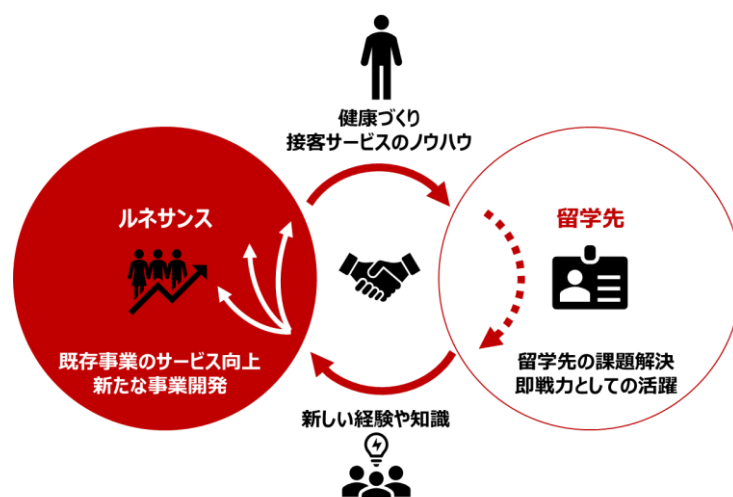 健康づくり
接客サービスのノウハウ
ルネサンス
既存事業のサービス向上
新たな事業開発
留学先
留学先の課題解決
即戦力としての活躍
新しい経験や知識